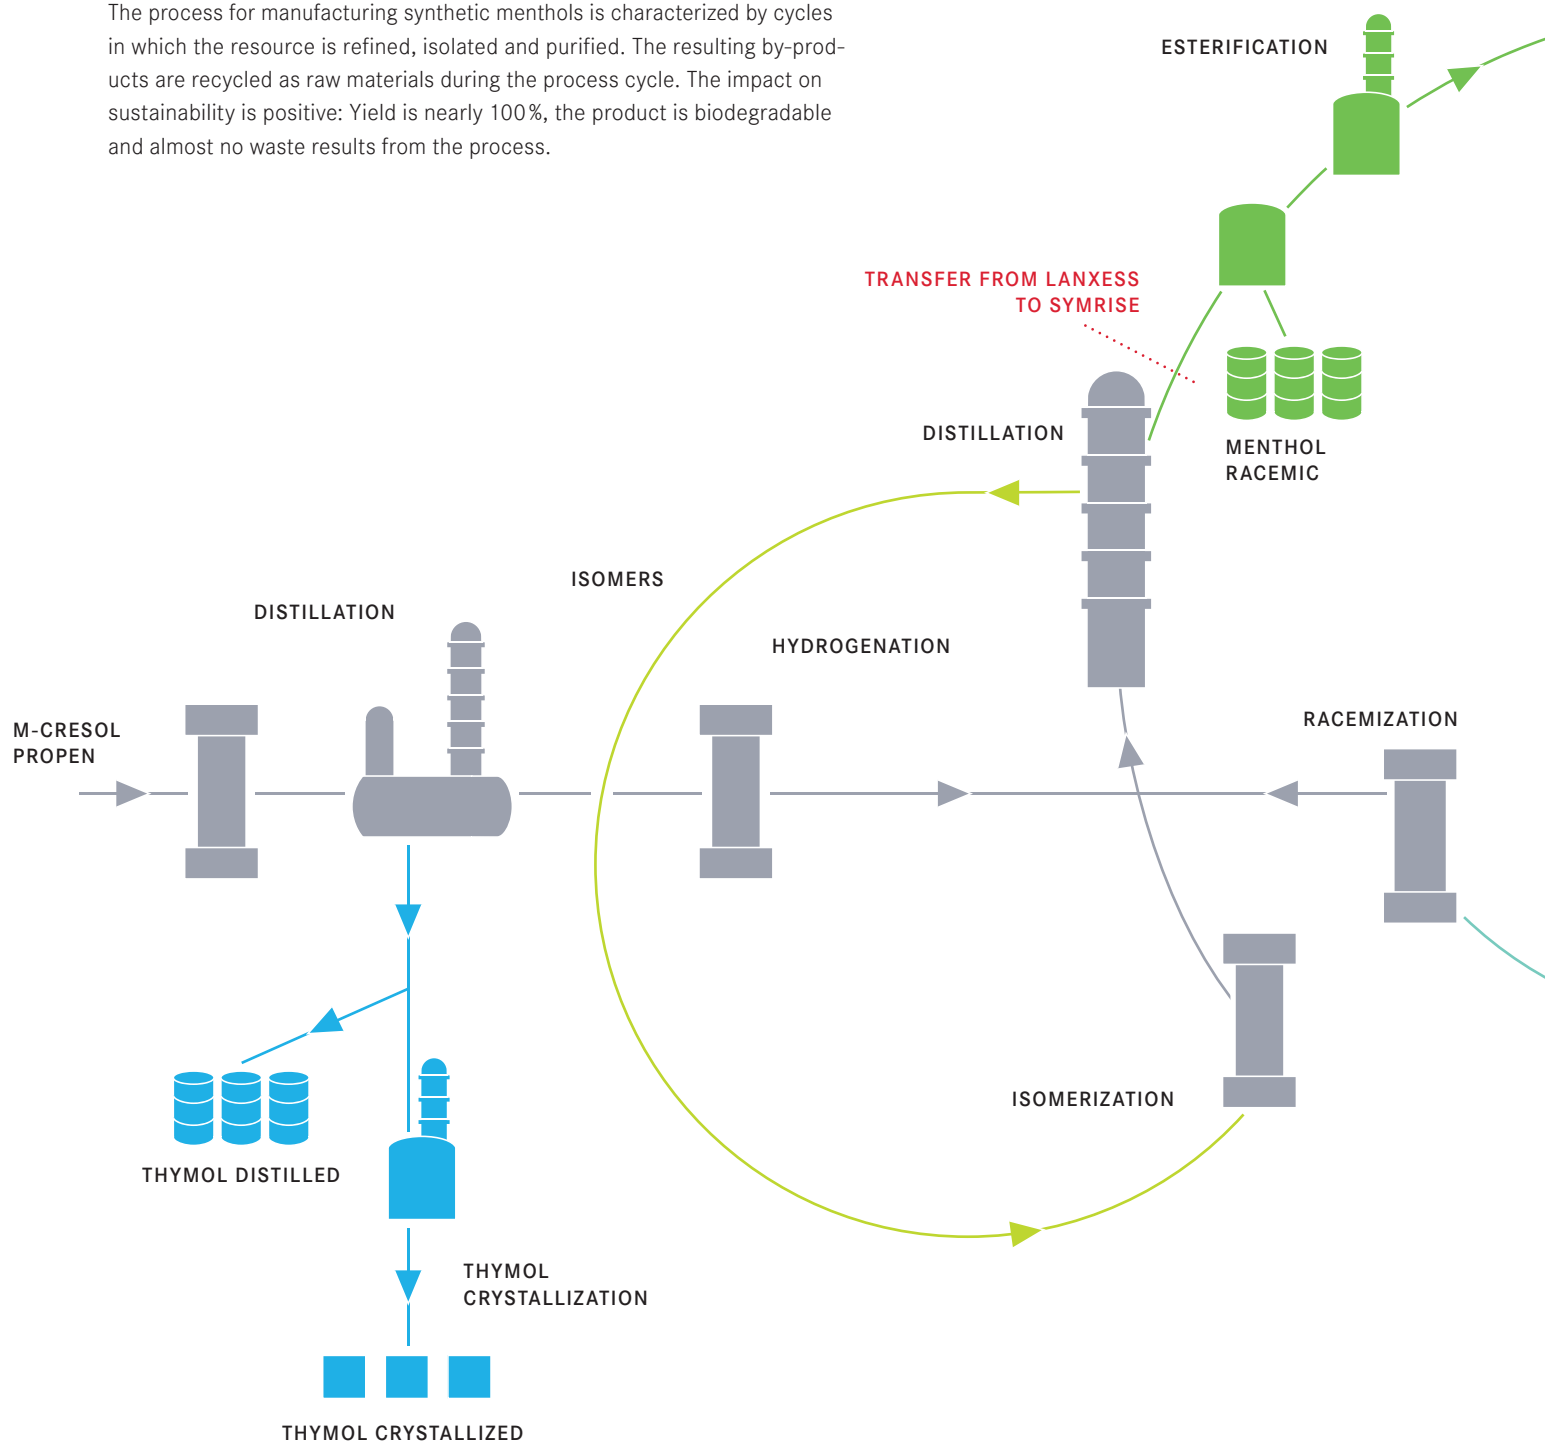 The process for manufacturing synthetic menthols is characterized by cycles
in which the resource is refined, isolated and purified. The resulting by-prod-
ucts are recycled as raw materials during the process cycle. The impact on
sustainability is positive: Yield is nearly 100%, the product is biodegradable
and almost no waste results from the process.
ESTERIFICATION
TRANSFER FROM LANXESS
TO SYMRISE
DISTILLATION
MENTHOL
RACEMIC
ISOMERS
DISTILLATION
HYDROGENATION
M-CRESOL
PROPEN
RACEMIZATION
ISOMERIZATION
THYMOL DISTILLED
THYMOL
CRYSTALLIZATION
THYMOL CRYSTALLIZED